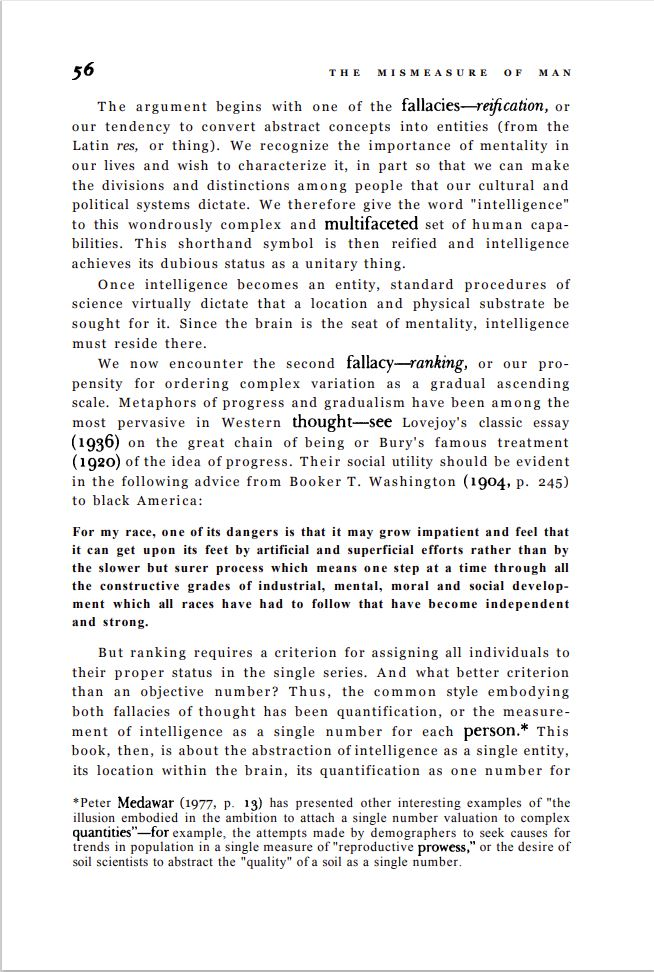 56
THE MISMEASURE OF MAN
The argument begins with one of the fallacies—reification, or
our tendency to convert abstract concepts into entities (from the
Latin res, or thing). We recognize the importance of mentality in
our lives and wish to characterize it, in part so that we can make
the divisions and distinctions among people that our cultural and
political systems dictate. We therefore give the word "intelligence"
to this wondrously complex and multifaceted set of human capa-
bilities. This shorthand symbol is then reified and intelligence
achieves its dubious status as a unitary thing.
Once intelligence becomes an entity, standard procedures of
science virtually dictate that a location and physical substrate be
sought for it. Since the brain is the seat of mentality, intelligence
must reside there.
We now encounter the second fallacy—ranking, or our pro-
pensity for ordering complex variation as a gradual ascending
scale. Metaphors of progress and gradualism have been among the
most pervasive in Western thought—see Lovejoy's classic essay
(1936) on the great chain of being or Bury's famous treatment
(1920) of the idea of progress. Their social utility should be evident
in the following advice from Booker T. Washington (1904, p. 245)
to black America:
For my race, one of its dangers is that it may grow impatient and feel that
it can get upon its feet by artificial and superficial efforts rather than by
the slower but surer process which means one step at a time through all
the constructive grades of industrial, mental, moral and social develop-
ment which all races have had to follow that have become independent
and strong.
But ranking requires a criterion for assigning all individuals to
their proper status in the single series. And what better criterion
than an objective number? Thus, the common style embodying
both fallacies of thought has been quantification, or the measure-
ment of intelligence as a single number for each person.* This
book, then, is about the abstraction of intelligence as a single entity,
its location within the brain, its quantification as one number for
*Peter Medawar (1977, p. 13) has presented other interesting examples of "the
illusion embodied in the ambition to attach a single number valuation to complex
quantities"—for example, the attempts made by demographers to seek causes for
trends in population in a single measure of "reproductive prowess," or the desire of
soil scientists to abstract the "quality" of a soil as a single number.